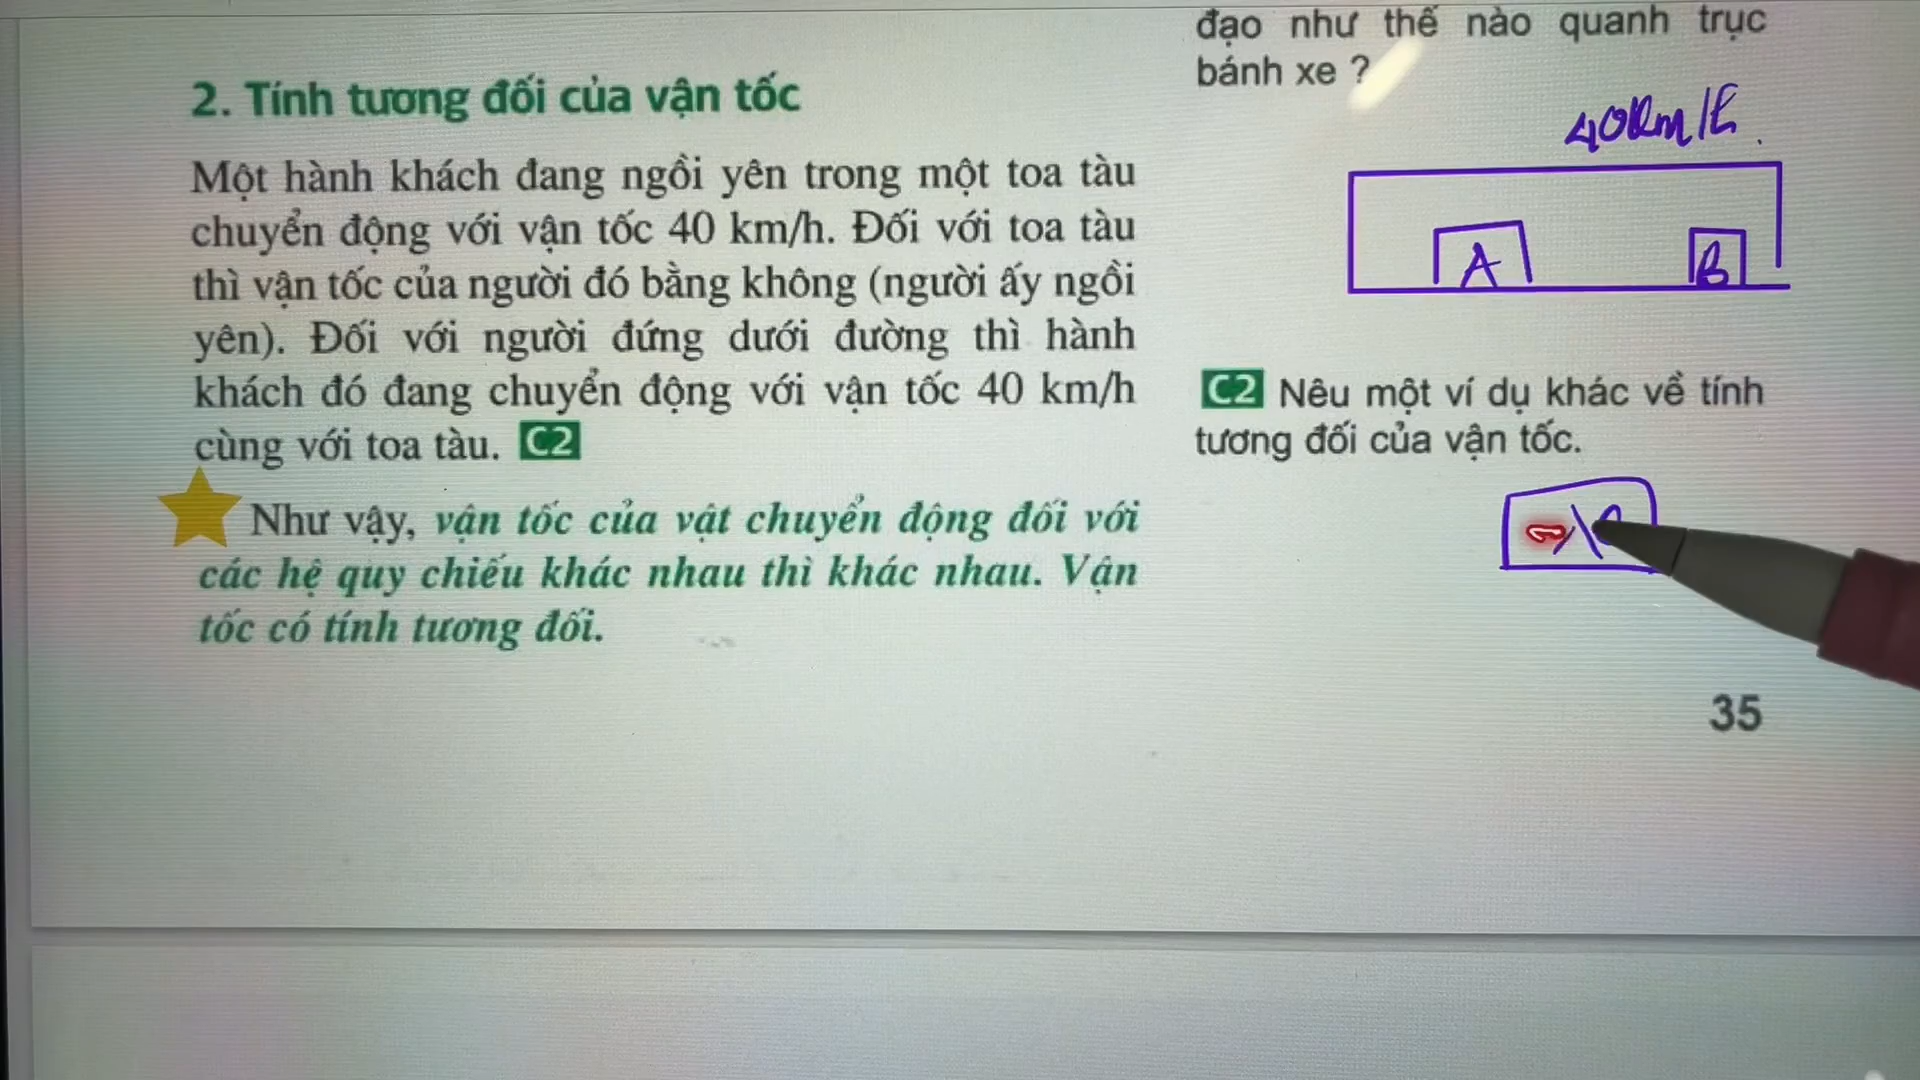 đạo như thế nào quanh trục
bánh xe ?
2. Tính tương đối của vận tốc
40km/h.
Một hành khách đang ngồi yên trong một toa tàu
chuyển động với vận tốc 40 km/h. Đối với toa tàu
thì vận tốc của người đó bằng không (người ấy ngồi
yên). Đối với người đứng dưới đường thì hành
khách đó đang chuyển động với vận tốc 40 km/h
cùng với toa tàu. C2
A
B
C2 Nêu một ví dụ khác về tính
tương đối của vận tốc.
Như vậy, vận tốc của vật chuyển động đối với
các hệ quy chiếu khác nhau thì khác nhau. Vận
tốc có tính tương đối.
35